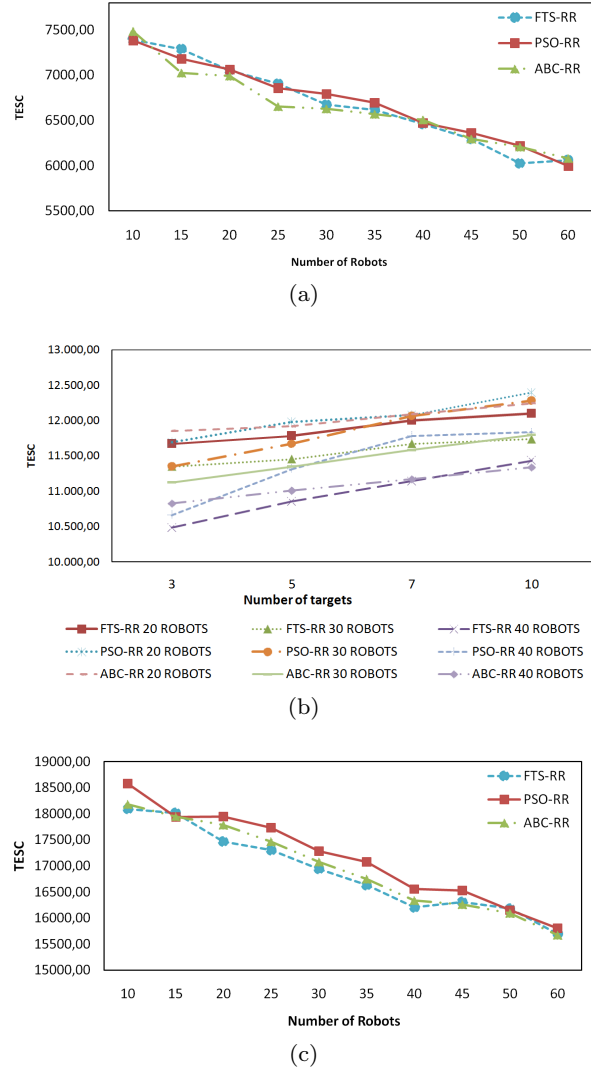 FTS-RR
PSO-RR
ABC-RR
7500,00
7000,00
6500,00
6000,00
5500,00
TESC
10 15 20 25 30 35 40 45 50 60
Number of Robots
(a)
13.000,00
12.500,00
12.000,00
11.500,00
11.000,00
10.500,00
10.000,00
TESC
3 5 7 10
Number of targets
FTS-RR 20 ROBOTS FTS-RR 30 ROBOTS FTS-RR 40 ROBOTS
PSO-RR 20 ROBOTS PSO-RR 30 ROBOTS PSO-RR 40 ROBOTS
ABC-RR 20 ROBOTS ABC-RR 30 ROBOTS ABC-RR 40 ROBOTS
(b)
19000,00
18500,00
18000,00
17500,00
17000,00
16500,00
16000,00
15500,00
15000,00
TESC
FTS-RR
PSO-RR
ABC-RR
10 15 20 25 30 35 40 45 50 60
Number of Robots
(c)